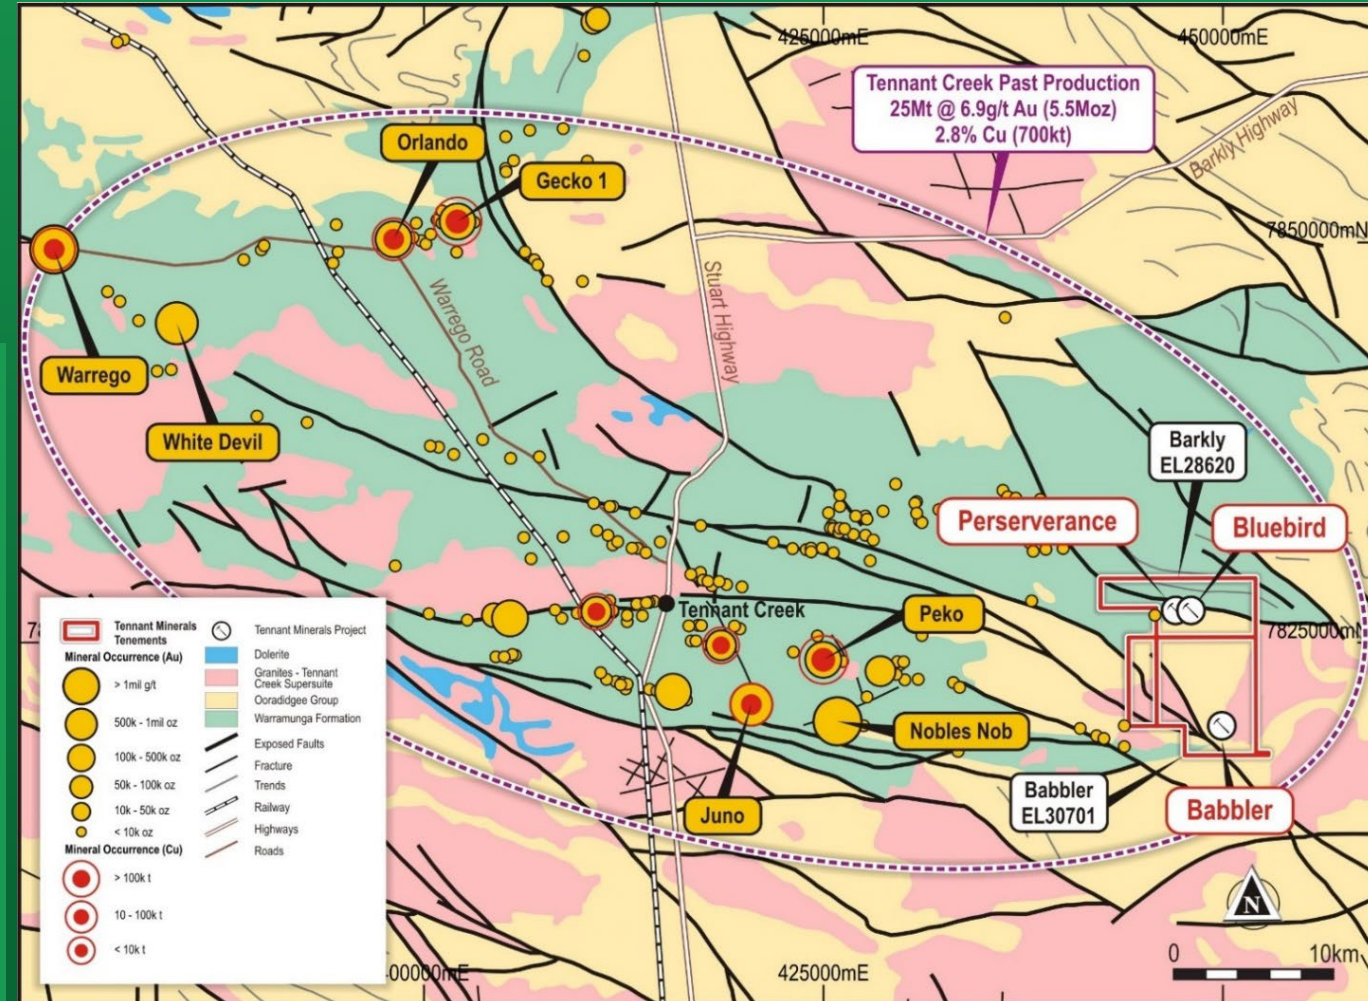 425000mE
450000mE
Tennant Creek Past Production
25Mt @ 6.9g/t Au (5.5Moz)
2.8% Cu (700kt)
Barkly Highway
Orlando
Gecko 1
7850000mN
Stuart Highway
Warrego Road
Warrego
White Devil
Barkly
EL28620
Perserverance
Bluebird
Tennant Creek
Peko
7825000mN
Nobles Nob
Juno
Babbler
EL30701
Babbler
Tennant Minerals
Tenements
Mineral Occurrence (Au)
> 1mil g/t
500k - 1mil oz
100k - 500k oz
50k - 100k oz
10k - 50k oz
< 10k oz
Mineral Occurrence (Cu)
> 100k t
10 - 100k t
< 10k t
Tennant Minerals Project
Dolerite
Granites - Tennant
Creek Supersuite
Ooradidgee Group
Warramunga Formation
Exposed Faults
Fracture
Trends
Railway
Highways
Roads
N
0 10km
00000mE
425000mE